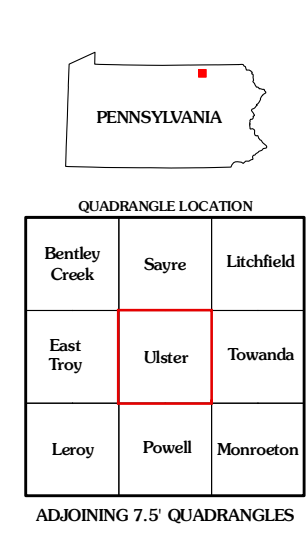 PENNSYLVANIA
QUADRANGLE LOCATION
Bentley
Creek
Sayre
Litchfield
East
Troy
Ulster
Towanda
Leroy
Powell
Monroeton
ADJOINING 7.5' QUADRANGLES